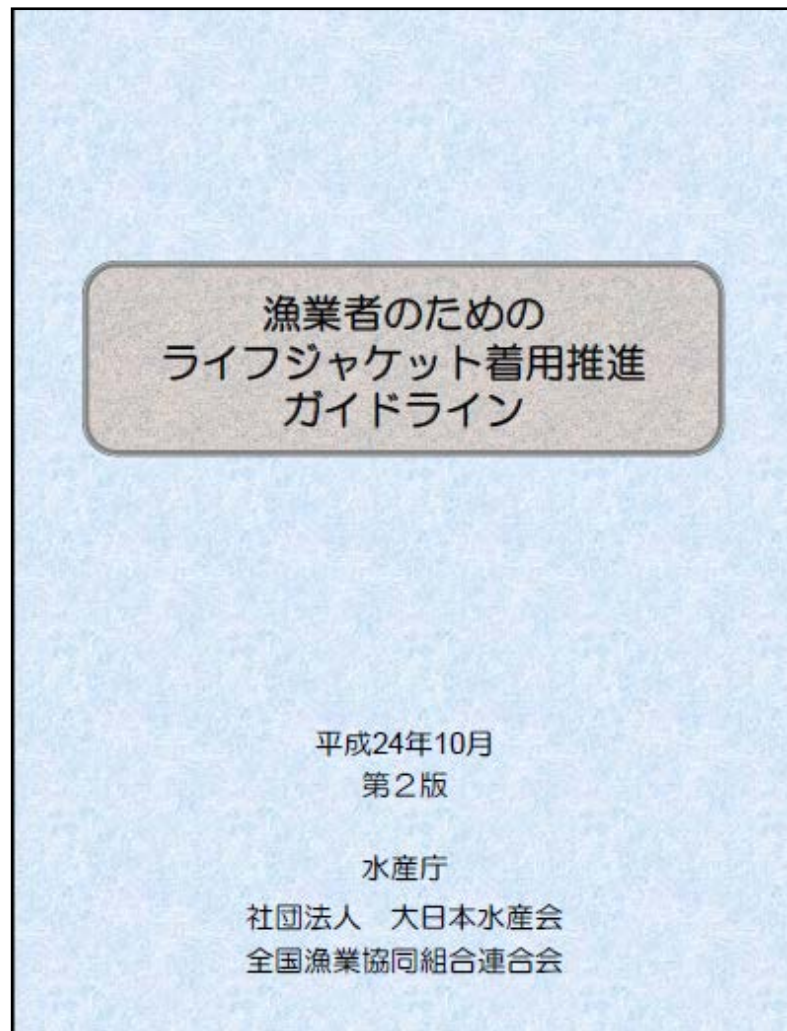 漁業者のための
ライフジャケット着用推進
ガイドライン
平成24年10月
第２版
水産庁
社団法人　大日本水産会
全国漁業協同組合連合会